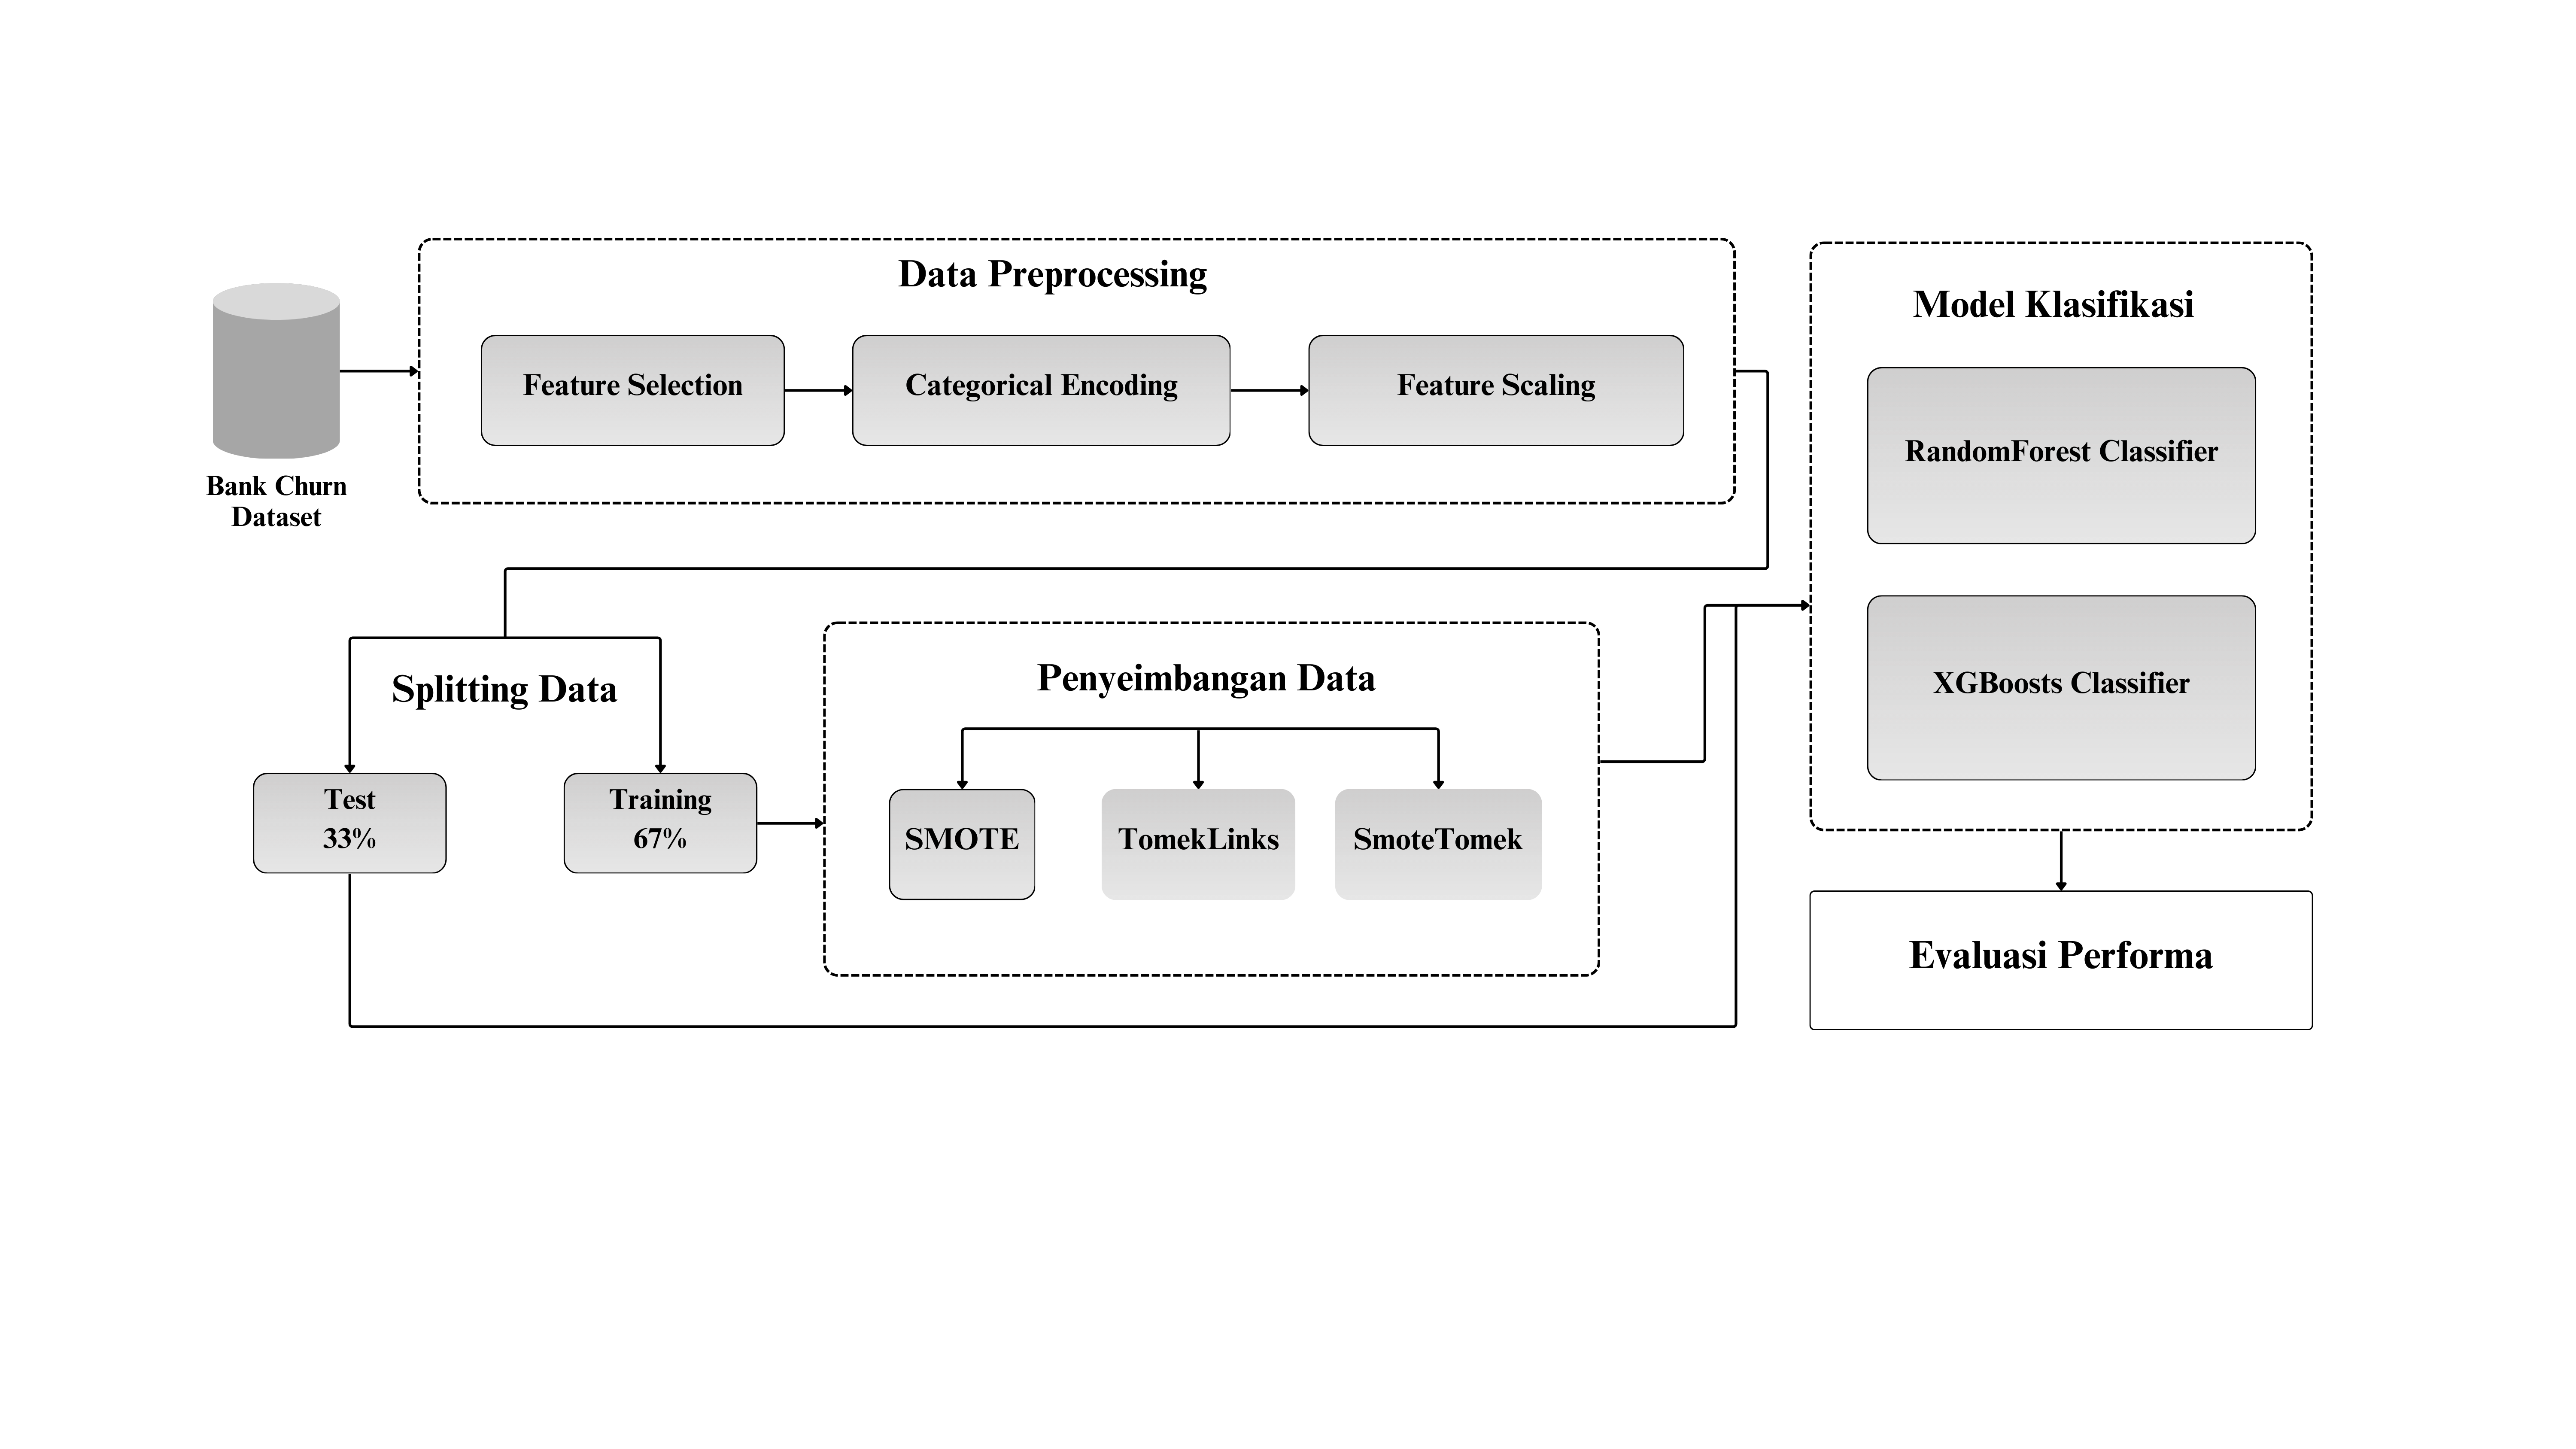 Bank Churn
Dataset
Data Preprocessing
Feature Selection
Categorical Encoding
Feature Scaling
Splitting Data
Test
33%
Training
67%
Penyeimbangan Data
SMOTE
TomekLinks
SmoteTomek
Model Klasifikasi
RandomForest Classifier
XGBoosts Classifier
Evaluasi Performa